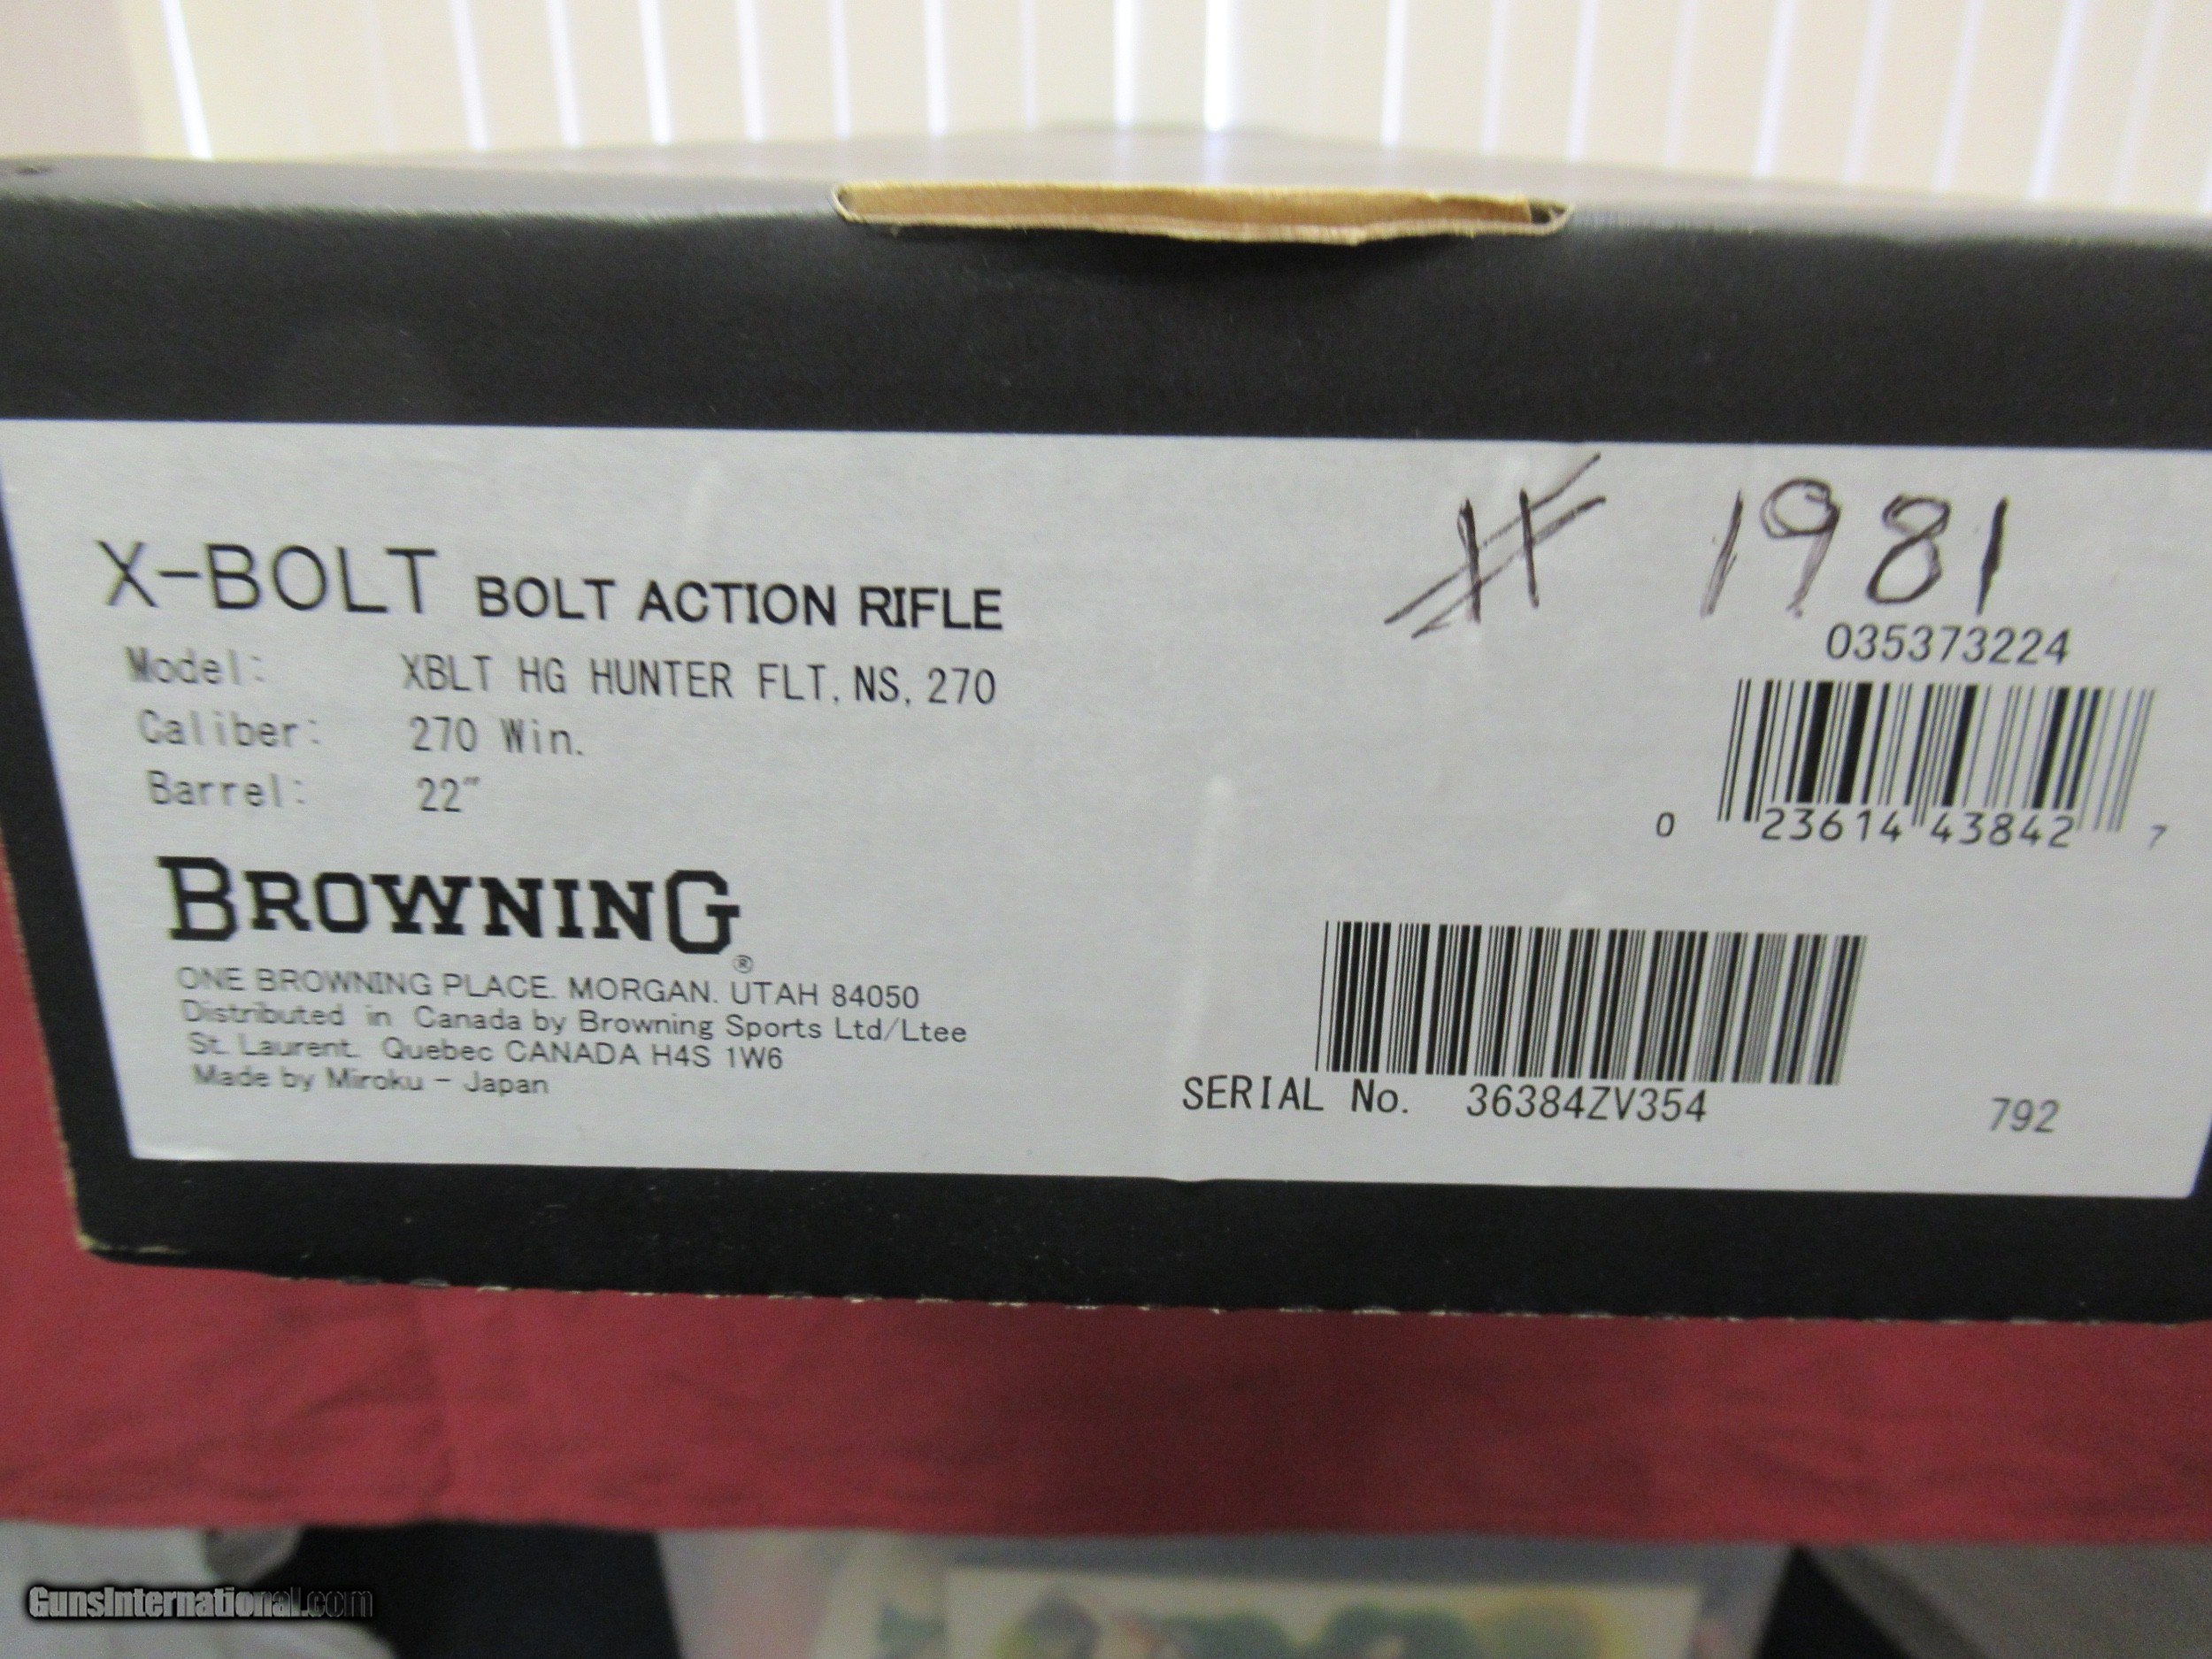 # 1981
X-BOLT BOLT ACTION RIFLE
035373224
Model: XBLT HG HUNTER FLT, NS, 270
Caliber: 270 Win.
Barrel: 22"
0 23614 43842 7
BROWNING®
ONE BROWNING PLACE. MORGAN. UTAH 84050
Distributed in Canada by Browning Sports Ltd/Ltee
St. Laurent. Quebec CANADA H4S 1W6
Made by Miroku - Japan
SERIAL No. 36384ZV354
792
GunsInternational.com